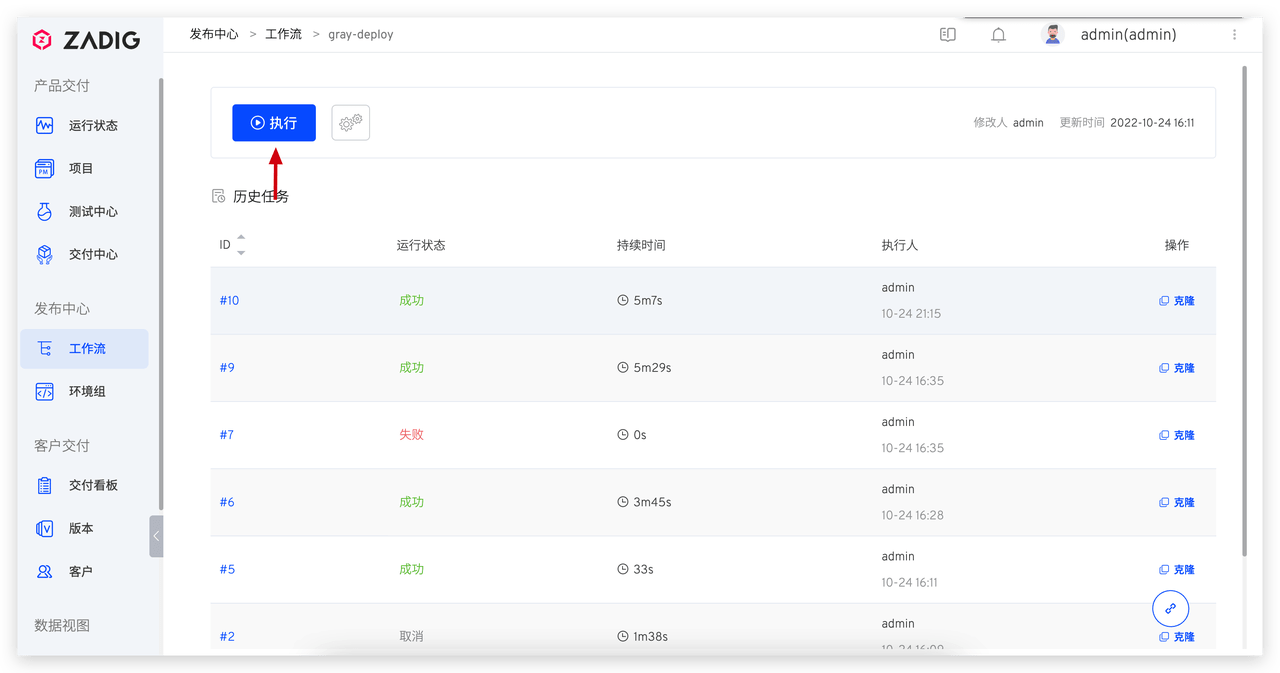 ZADIG
产品交付
运行状态
项目
测试中心
交付中心
发布中心
工作流
环境组
客户交付
交付看板
版本
客户
数据视图
发布中心 > 工作流 > gray-deploy
admin(admin)
执行
修改人 admin 更新时间 2022-10-24 16:11
历史任务
ID 运行状态 持续时间 执行人 操作
#10 成功 5m7s admin 克隆
10-24 21:15
#9 成功 5m29s admin 克隆
10-24 16:35
#7 失败 0s admin 克隆
10-24 16:35
#6 成功 3m45s admin 克隆
10-24 16:28
#5 成功 33s admin 克隆
10-24 16:11
#2 取消 1m38s admin 克隆